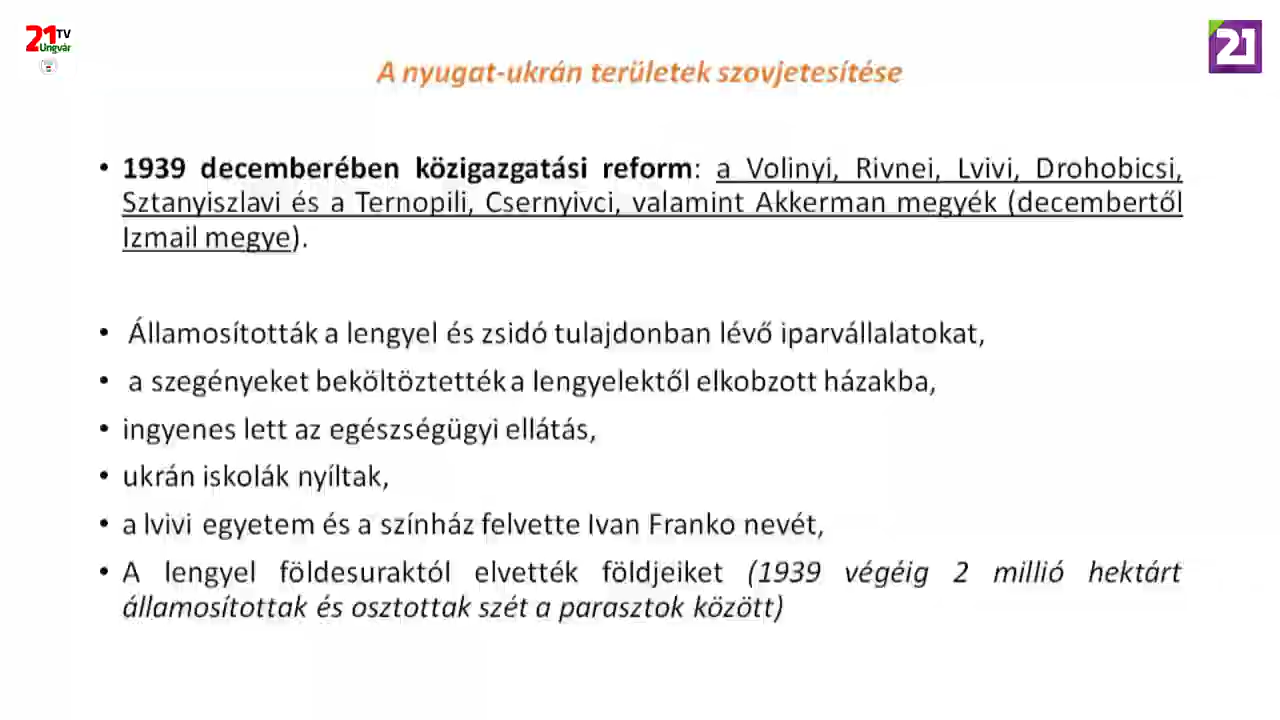 21 TV
Ungvár
21
A nyugat-ukrán területek szovjetesítése
• 1939 decemberében közigazgatási reform: a Volinyi, Rivnei, Lvivi, Drohobicsi,
Sztanyiszlavi és a Ternopili, Csernyivci, valamint Akkerman megyék (decembertől
Izmail megye).
• Államosították a lengyel és zsidó tulajdonban lévő iparvállalatokat,
• a szegényeket beköltöztették a lengyelektől elkobzott házakba,
• ingyenes lett az egészségügyi ellátás,
• ukrán iskolák nyíltak,
• a lvivi egyetem és a színház felvette Ivan Franko nevét,
• A lengyel földesuraktól elvették földjeiket (1939 végéig 2 millió hektárt
államosítottak és osztottak szét a parasztok között)